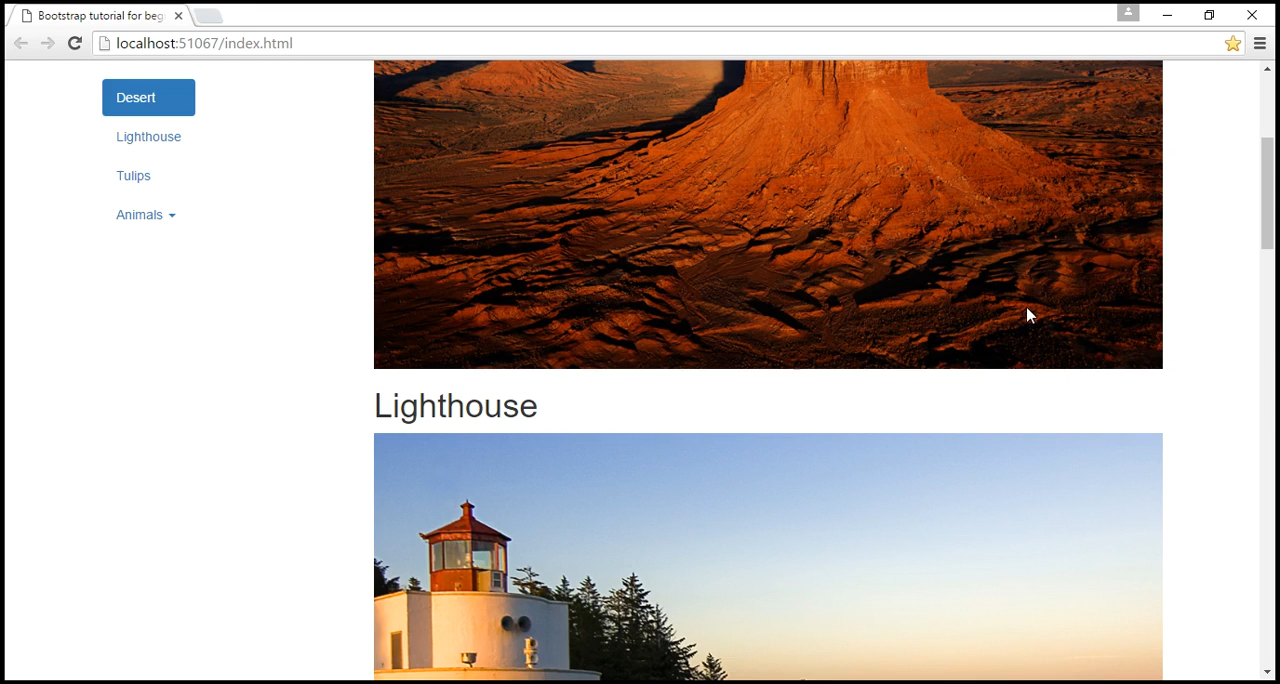 Bootstrap tutorial for beg
localhost:51067/index.html
Desert
Lighthouse
Tulips
Animals
Lighthouse